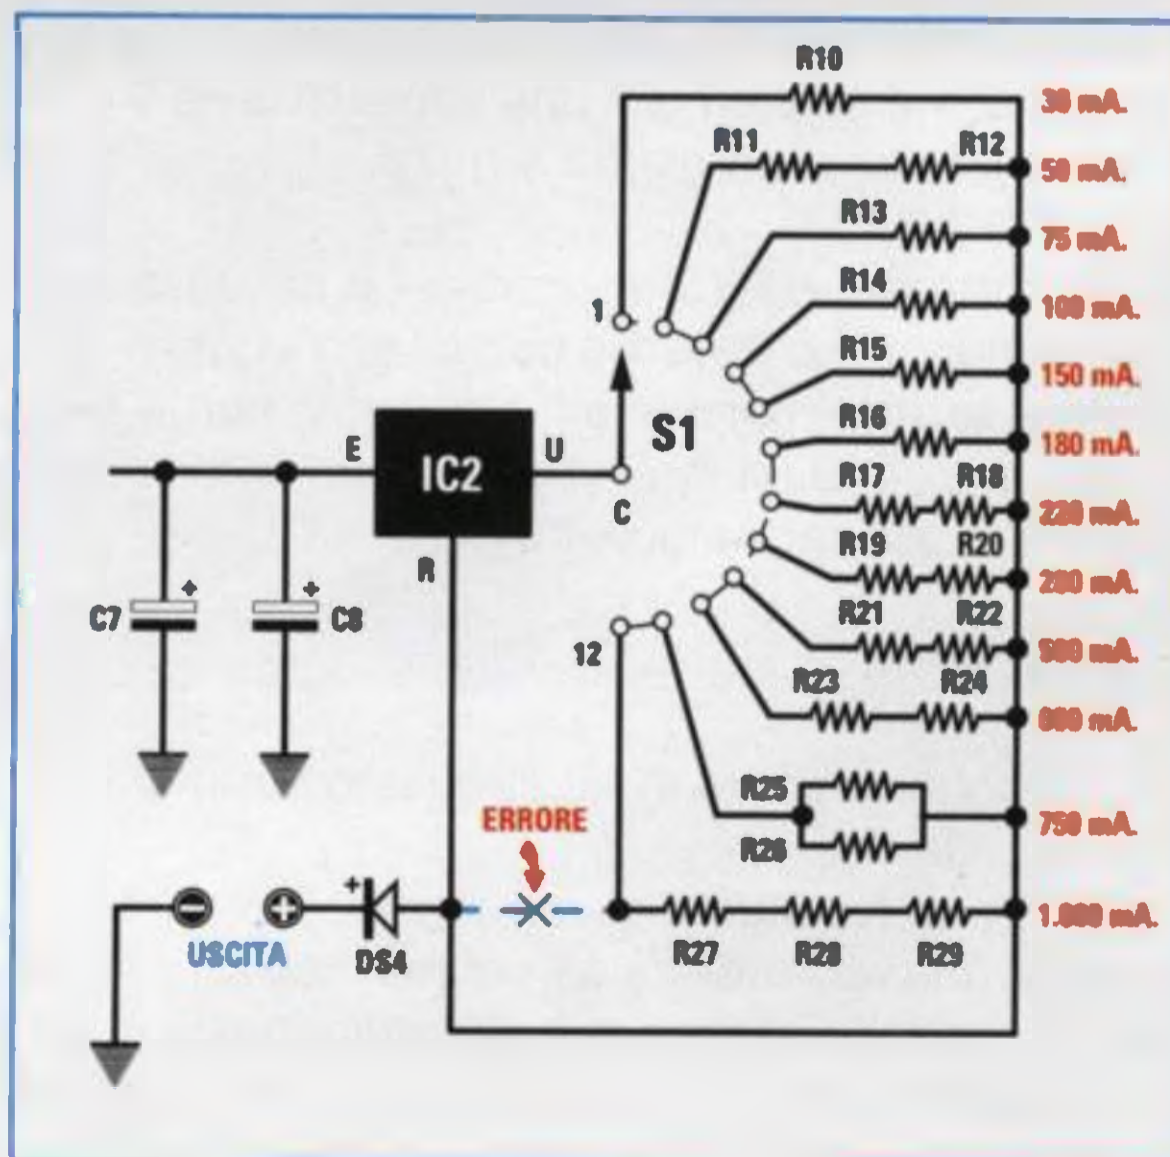 R10
30 mA.
R11
R12
50 mA.
R13
75 mA.
R14
100 mA.
1
R15
150 mA.
S1
R16
180 mA.
E
IC2
U
C
R17
R18
220 mA.
R
R19
R20
280 mA.
C7
+
C8
+
R21
R22
500 mA.
12
R23
R24
R25
R26
750 mA.
ERRORE
−
+
USCITA
+
DS4
R27
R28
R29
1.000 mA.